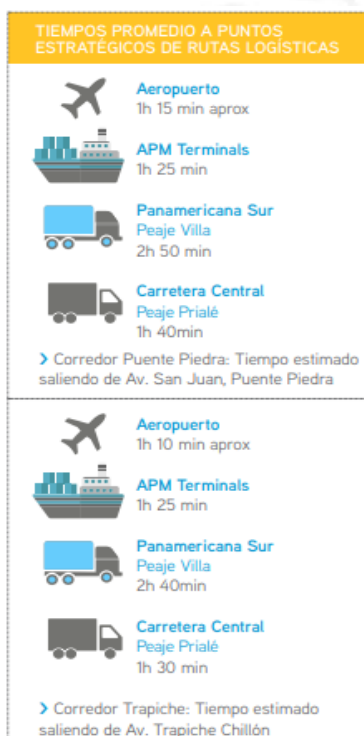 TIEMPOS PROMEDIO A PUNTOS
ESTRATÉGICOS DE RUTAS LOGÍSTICAS
Aeropuerto
1h 15 min aprox
APM Terminals
1h 25 min
Panamericana Sur
Peaje Villa
2h 50 min
Carretera Central
Peaje Prialé
1h 40min
> Corredor Puente Piedra: Tiempo estimado
saliendo de Av. San Juan, Puente Piedra
Aeropuerto
1h 10 min aprox
APM Terminals
1h 25 min
Panamericana Sur
Peaje Villa
2h 40min
Carretera Central
Peaje Prialé
1h 30 min
> Corredor Trapiche: Tiempo estimado
saliendo de Av. Trapiche Chillón